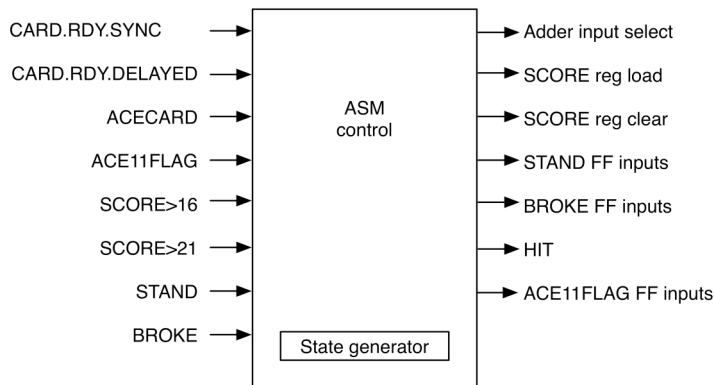 CARD.RDY.SYNC
CARD.RDY.DELAYED
ACECARD
ACE11FLAG
SCORE>16
SCORE>21
STAND
BROKE
ASM
control
State generator
Adder input select
SCORE reg load
SCORE reg clear
STAND FF inputs
BROKE FF inputs
HIT
ACE11FLAG FF inputs